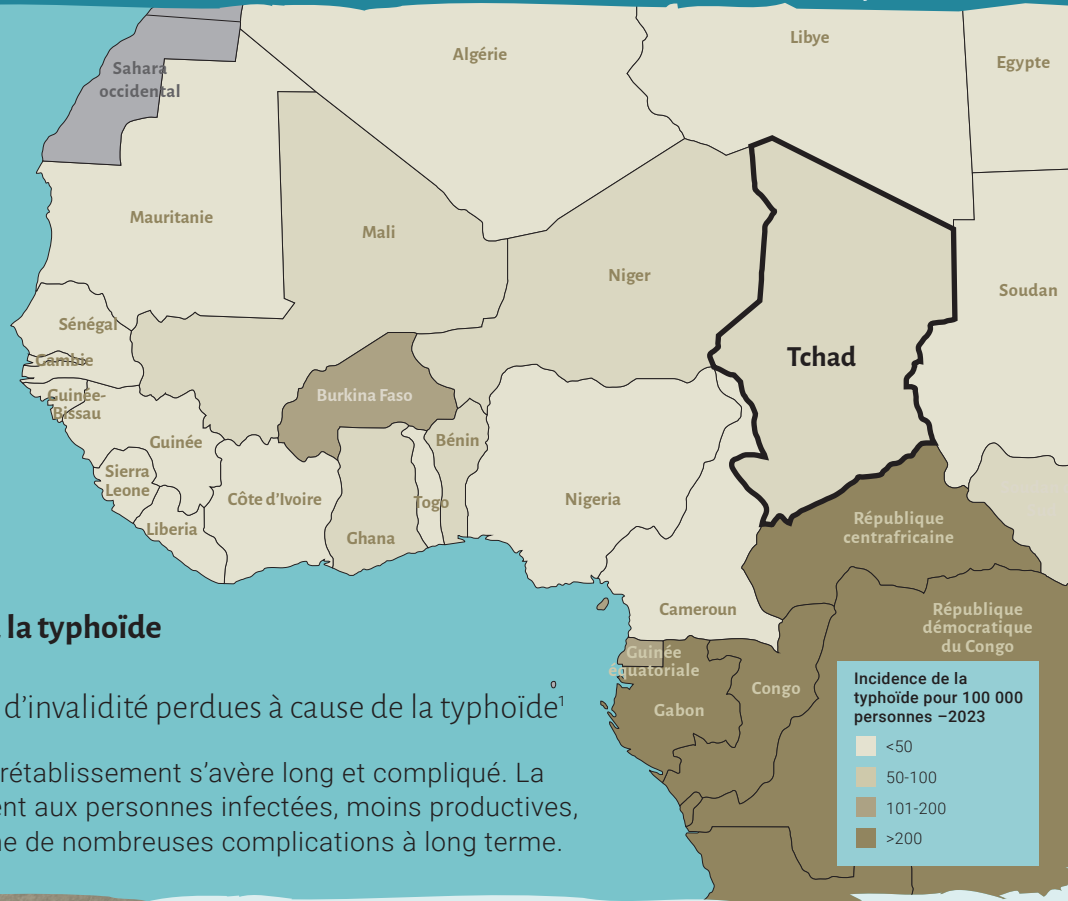 Sahara
occidental
Algérie
Libye
Egypte
Mauritanie
Mali
Niger
Soudan
Sénégal
Gambie
Guinée-
Bissau
Guinée
Sierra
Leone
Liberia
Côte d'Ivoire
Burkina Faso
Ghana
Togo
Bénin
Nigeria
Tchad
République
centrafricaine
Cameroun
République
démocratique
du Congo
Guinée
équatoriale
Gabon
Congo
la typhoïde
d'invalidité perdues à cause de la typhoïde
1
rétablissement s'avère long et compliqué. La
aux personnes infectées, moins productives,
de nombreuses complications à long terme.
Incidence de la
typhoïde pour 100 000
personnes –2023
<50
50-100
101-200
>200